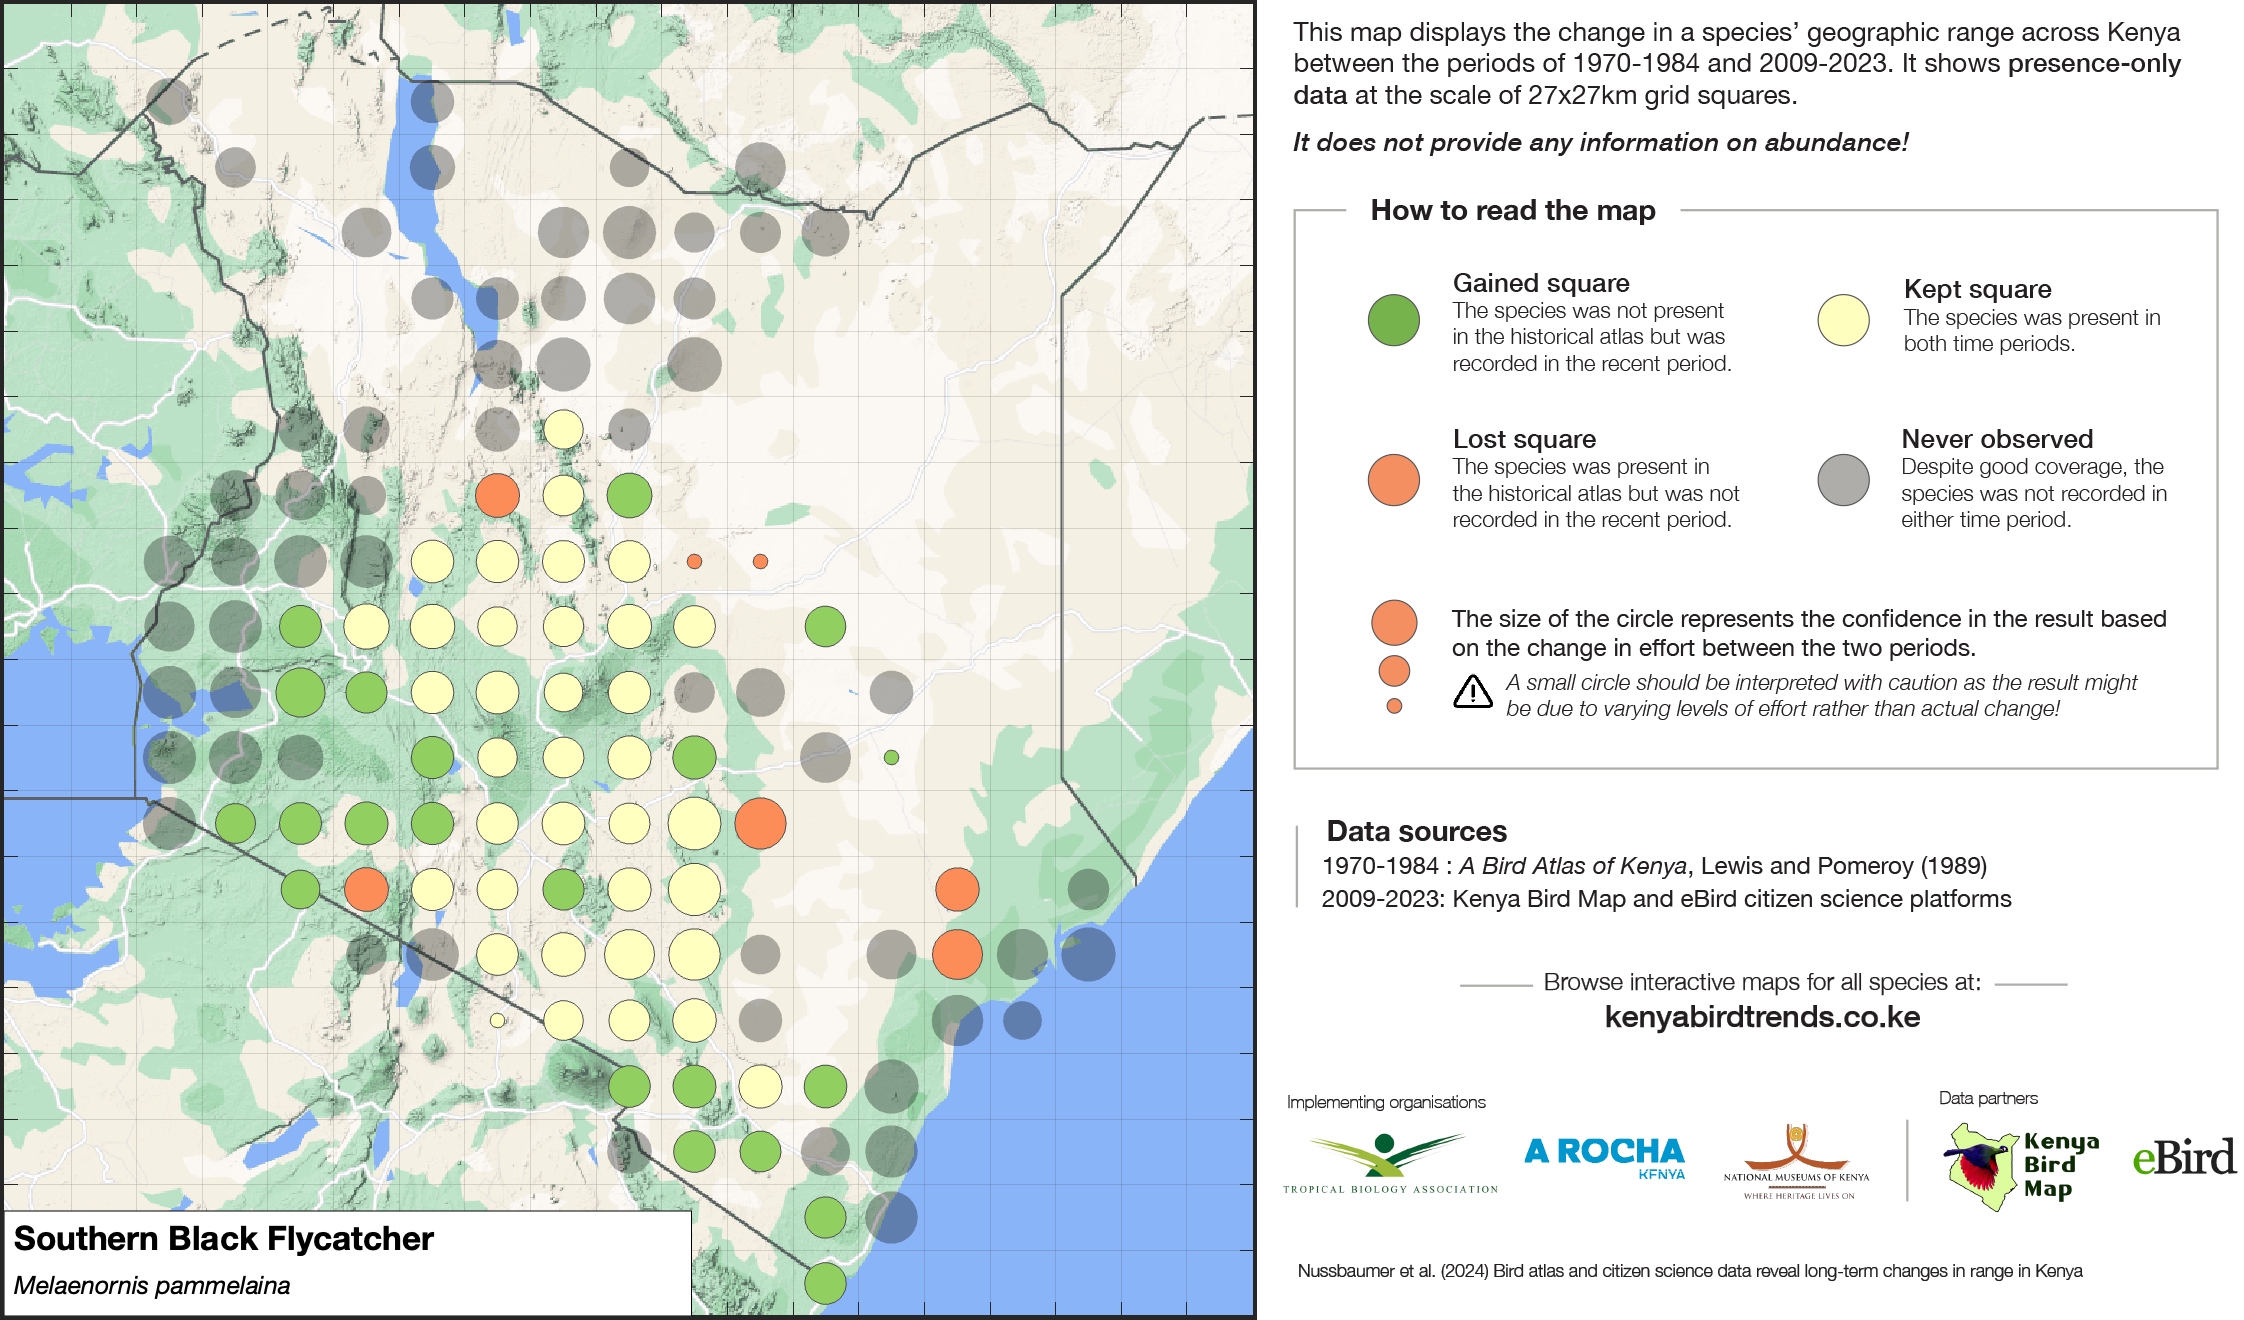 This map displays the change in a species’ geographic range across Kenya
between the periods of 1970-1984 and 2009-2023. It shows presence-only
data at the scale of 27x27km grid squares.
It does not provide any information on abundance!
How to read the map
Gained square
The species was not present
in the historical atlas but was
recorded in the recent period.
Kept square
The species was present in
both time periods.
Lost square
The species was present in
the historical atlas but was not
recorded in the recent period.
Never observed
Despite good coverage, the
species was not recorded in
either time period.
The size of the circle represents the confidence in the result based
on the change in effort between the two periods.
A small circle should be interpreted with caution as the result might
be due to varying levels of effort rather than actual change!
Data sources
1970-1984 : A Bird Atlas of Kenya, Lewis and Pomeroy (1989)
2009-2023: Kenya Bird Map and eBird citizen science platforms
Browse interactive maps for all species at:
kenyabirdtrends.co.ke
Implementing organisations
Data partners
TROPICAL BIOLOGY ASSOCIATION
A ROCHA
KENYA
NATIONAL MUSEUMS OF KENYA
WHERE HERITAGE LIVES ON
Kenya
Bird
Map
eBird
Southern Black Flycatcher
Melaenornis pammelaina
Nussbaumer et al. (2024) Bird atlas and citizen science data reveal long-term changes in range in Kenya